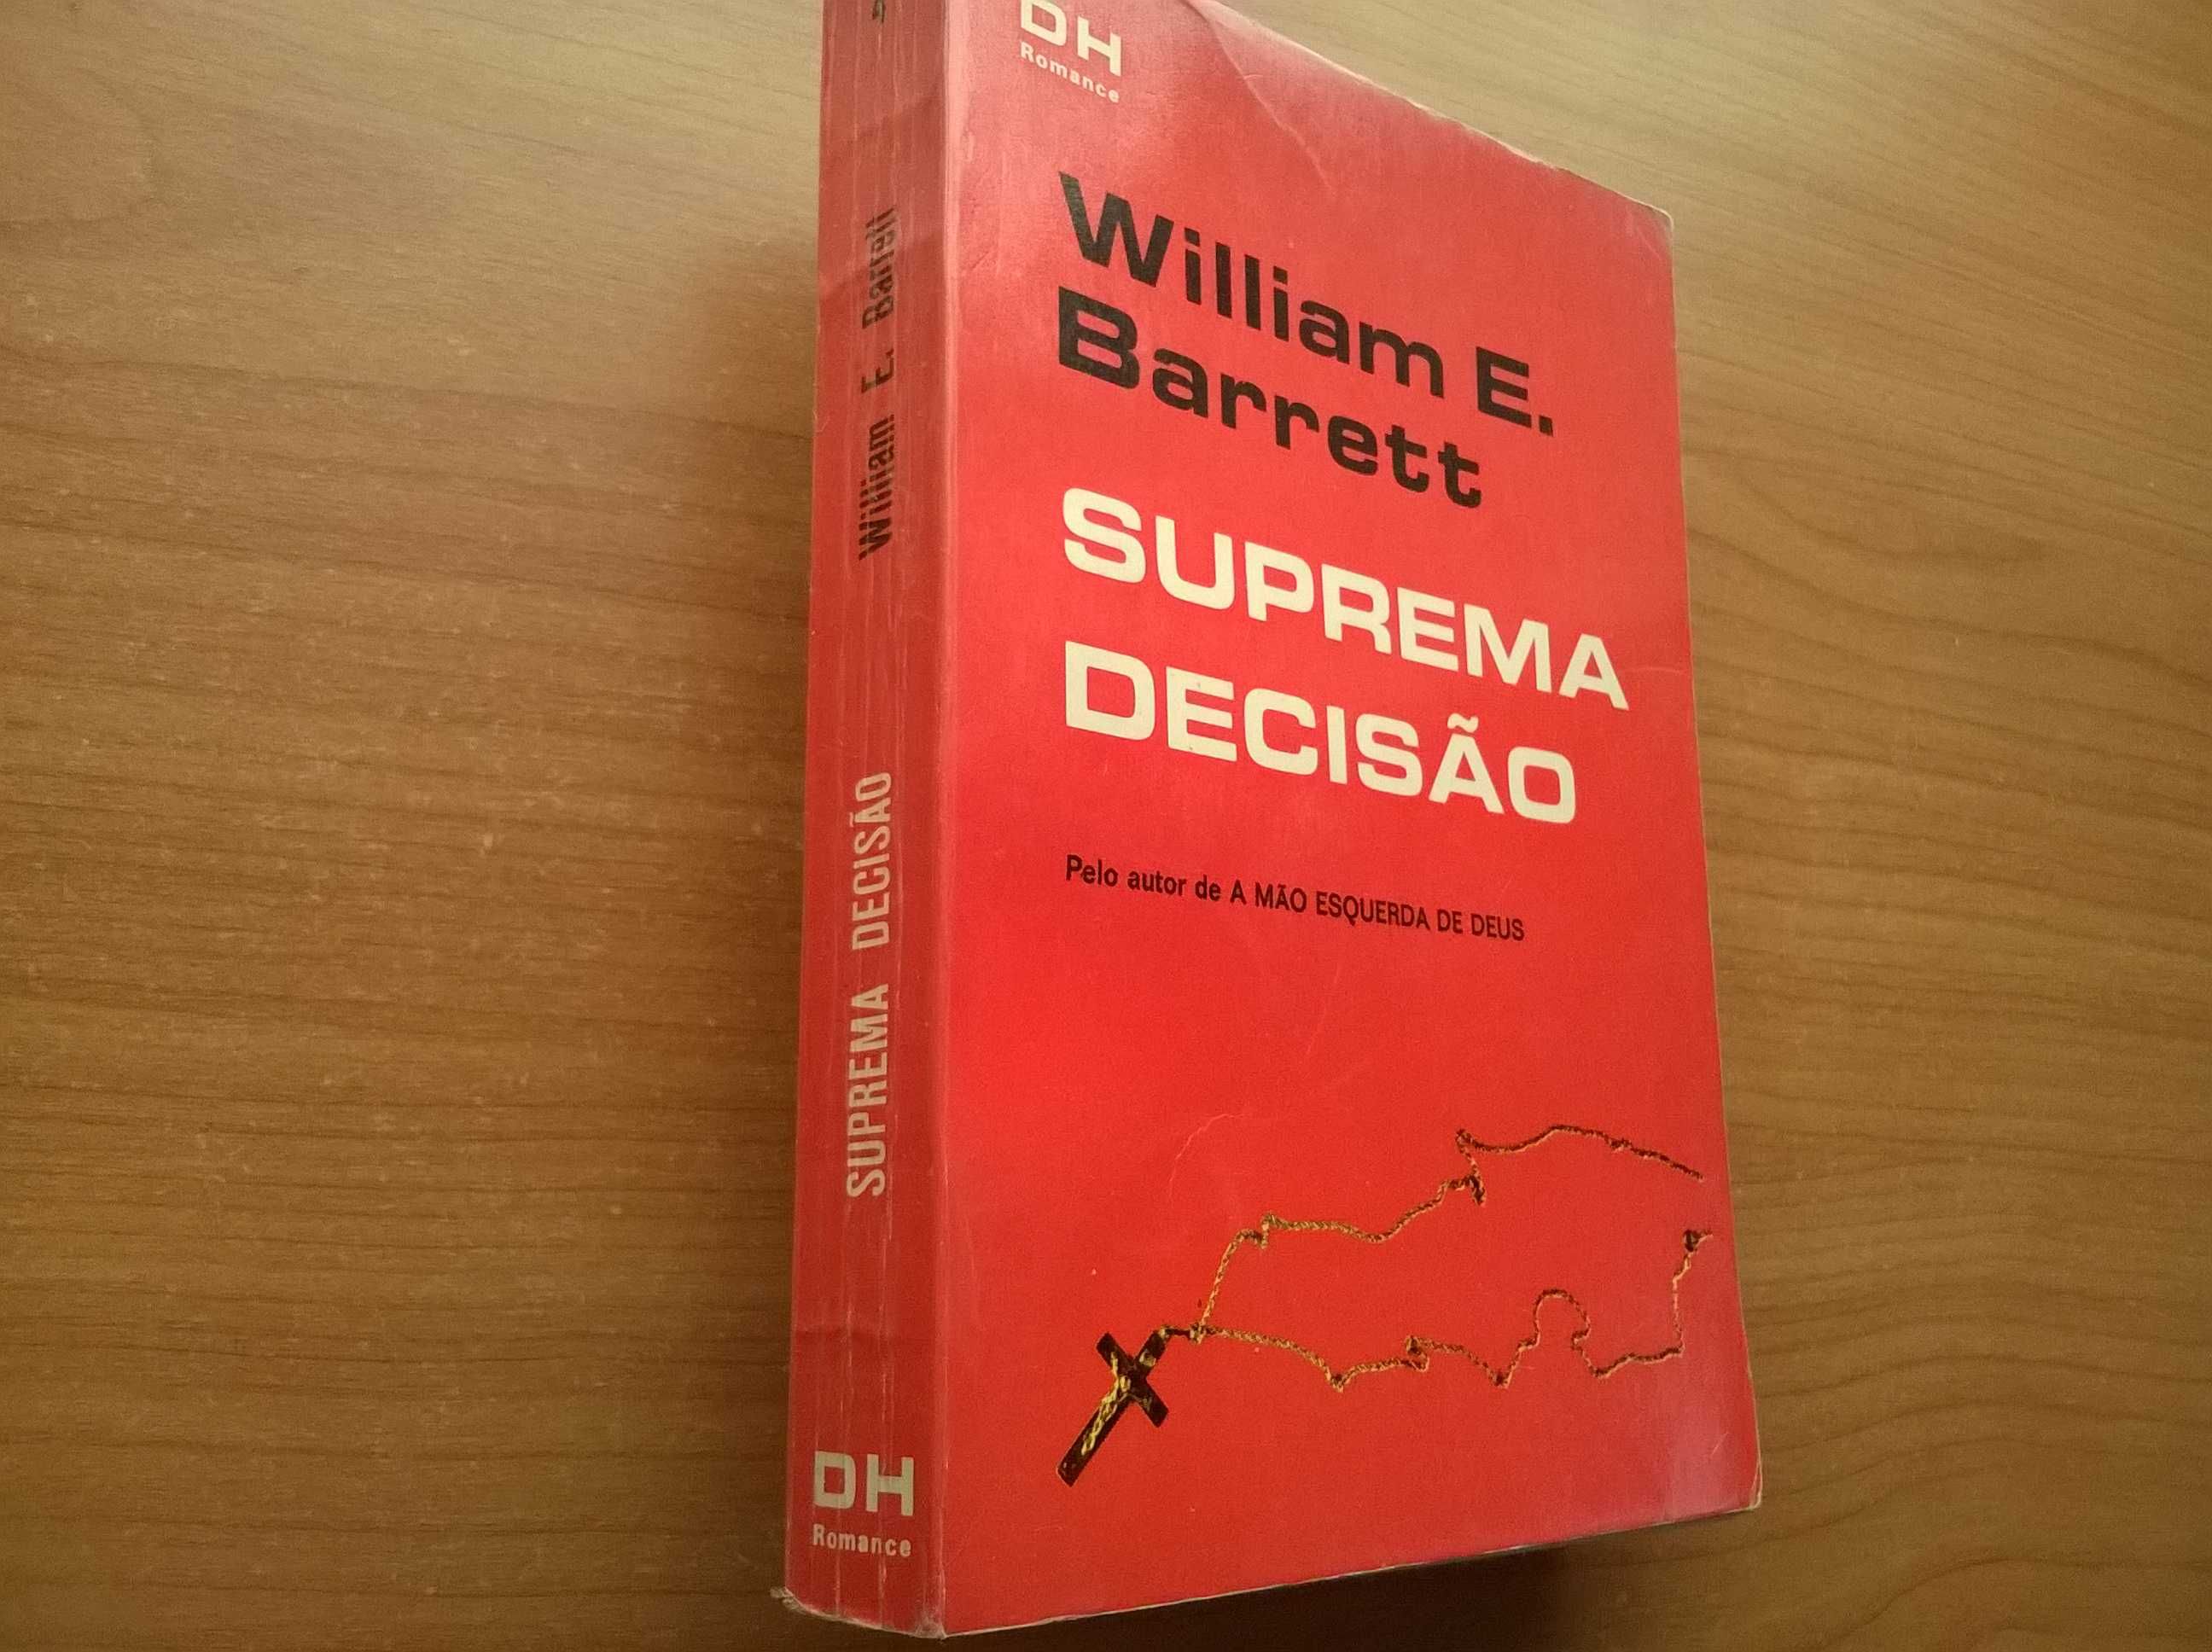 DH
Romance
William E.
Barrett
SUPREMA
DECISÃO
Pelo autor de A MÃO ESQUERDA DE DEUS
William E. Barrett
SUPREMA DECISÃO
DH
Romance